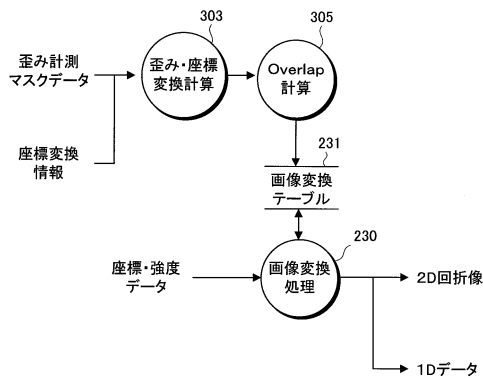 303
305
歪み計測
マスクデータ
歪み・座標
変換計算
Overlap
計算
座標変換
情報
231
画像変換
テーブル
230
座標・強度
データ
画像変換
処理
2D回折像
1Dデータ